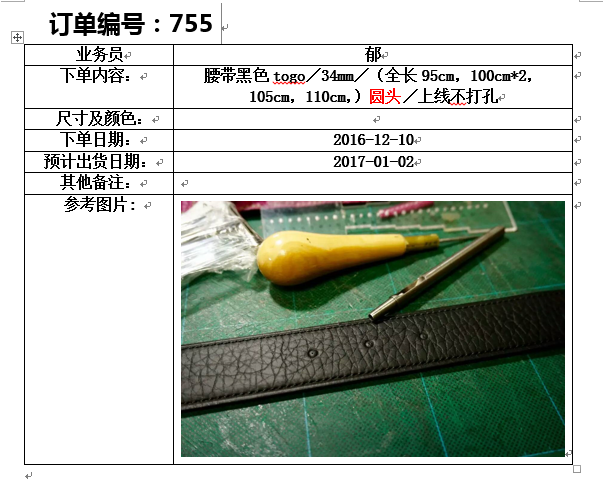 订单编号：755
业务员 郁
下单内容： 腰带黑色 togo／34mm／（全长 95cm，100cm*2，
105cm，110cm，）圆头／上线不打孔
尺寸及颜色：
下单日期： 2016-12-10
预计出货日期： 2017-01-02
其他备注：
参考图片：